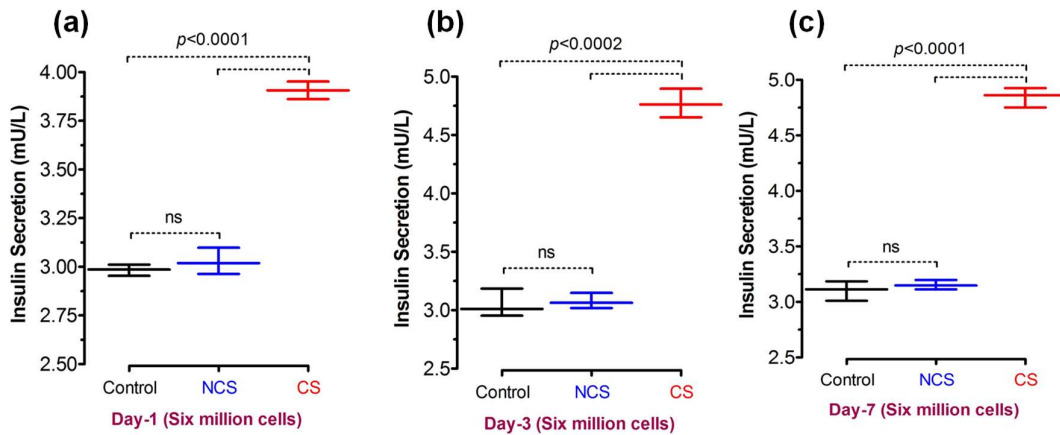 (a)
p<0.0001
Insulin Secretion (mU/L)
4.00
3.75
3.50
3.25
3.00
2.75
2.50
ns
Control NCS CS
Day-1 (Six million cells)
(b)
p<0.0002
Insulin Secretion (mU/L)
5.0
4.5
4.0
3.5
3.0
2.5
ns
Control NCS CS
Day-3 (Six million cells)
(c)
p<0.0001
Insulin Secretion (mU/L)
5.0
4.5
4.0
3.5
3.0
2.5
ns
Control NCS CS
Day-7 (Six million cells)